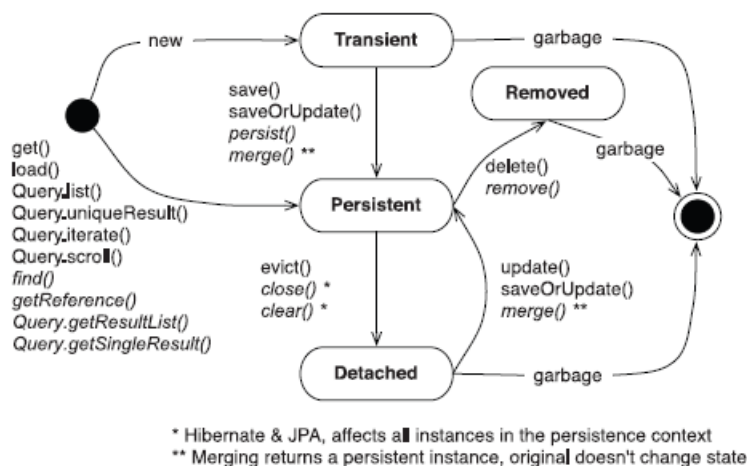 new
Transient
garbage
save()
saveOrUpdate()
persist()
merge() **
Removed
garbage
get()
load()
Query.list()
Query.uniqueResult()
Query.iterate()
Query.scroll()
find()
getReference()
Query.getResultList()
Query.getSingleResult()
delete()
remove()
Persistent
evict()
close() *
clear() *
update()
saveOrUpdate()
merge() **
Detached
garbage
* Hibernate & JPA, affects all instances in the persistence context
** Merging returns a persistent instance, original doesn't change state